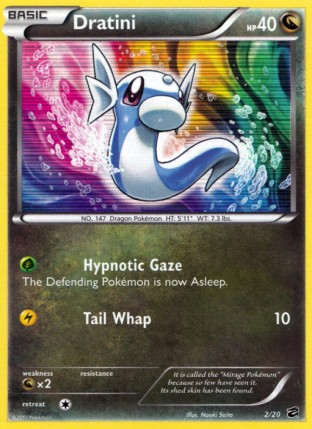 BASIC
Dratini
HP40
NO. 147 Dragon Pokémon HT: 5'11" WT: 7.3 lbs.
Hypnotic Gaze
The Defending Pokémon is now Asleep.
Tail Whap 10
weakness resistance
×2
retreat
It is called the "Mirage Pokémon"
because so few have seen it.
Its shed skin has been found.
©2012 Pokémon
Illus. Naoki Saito 2/20